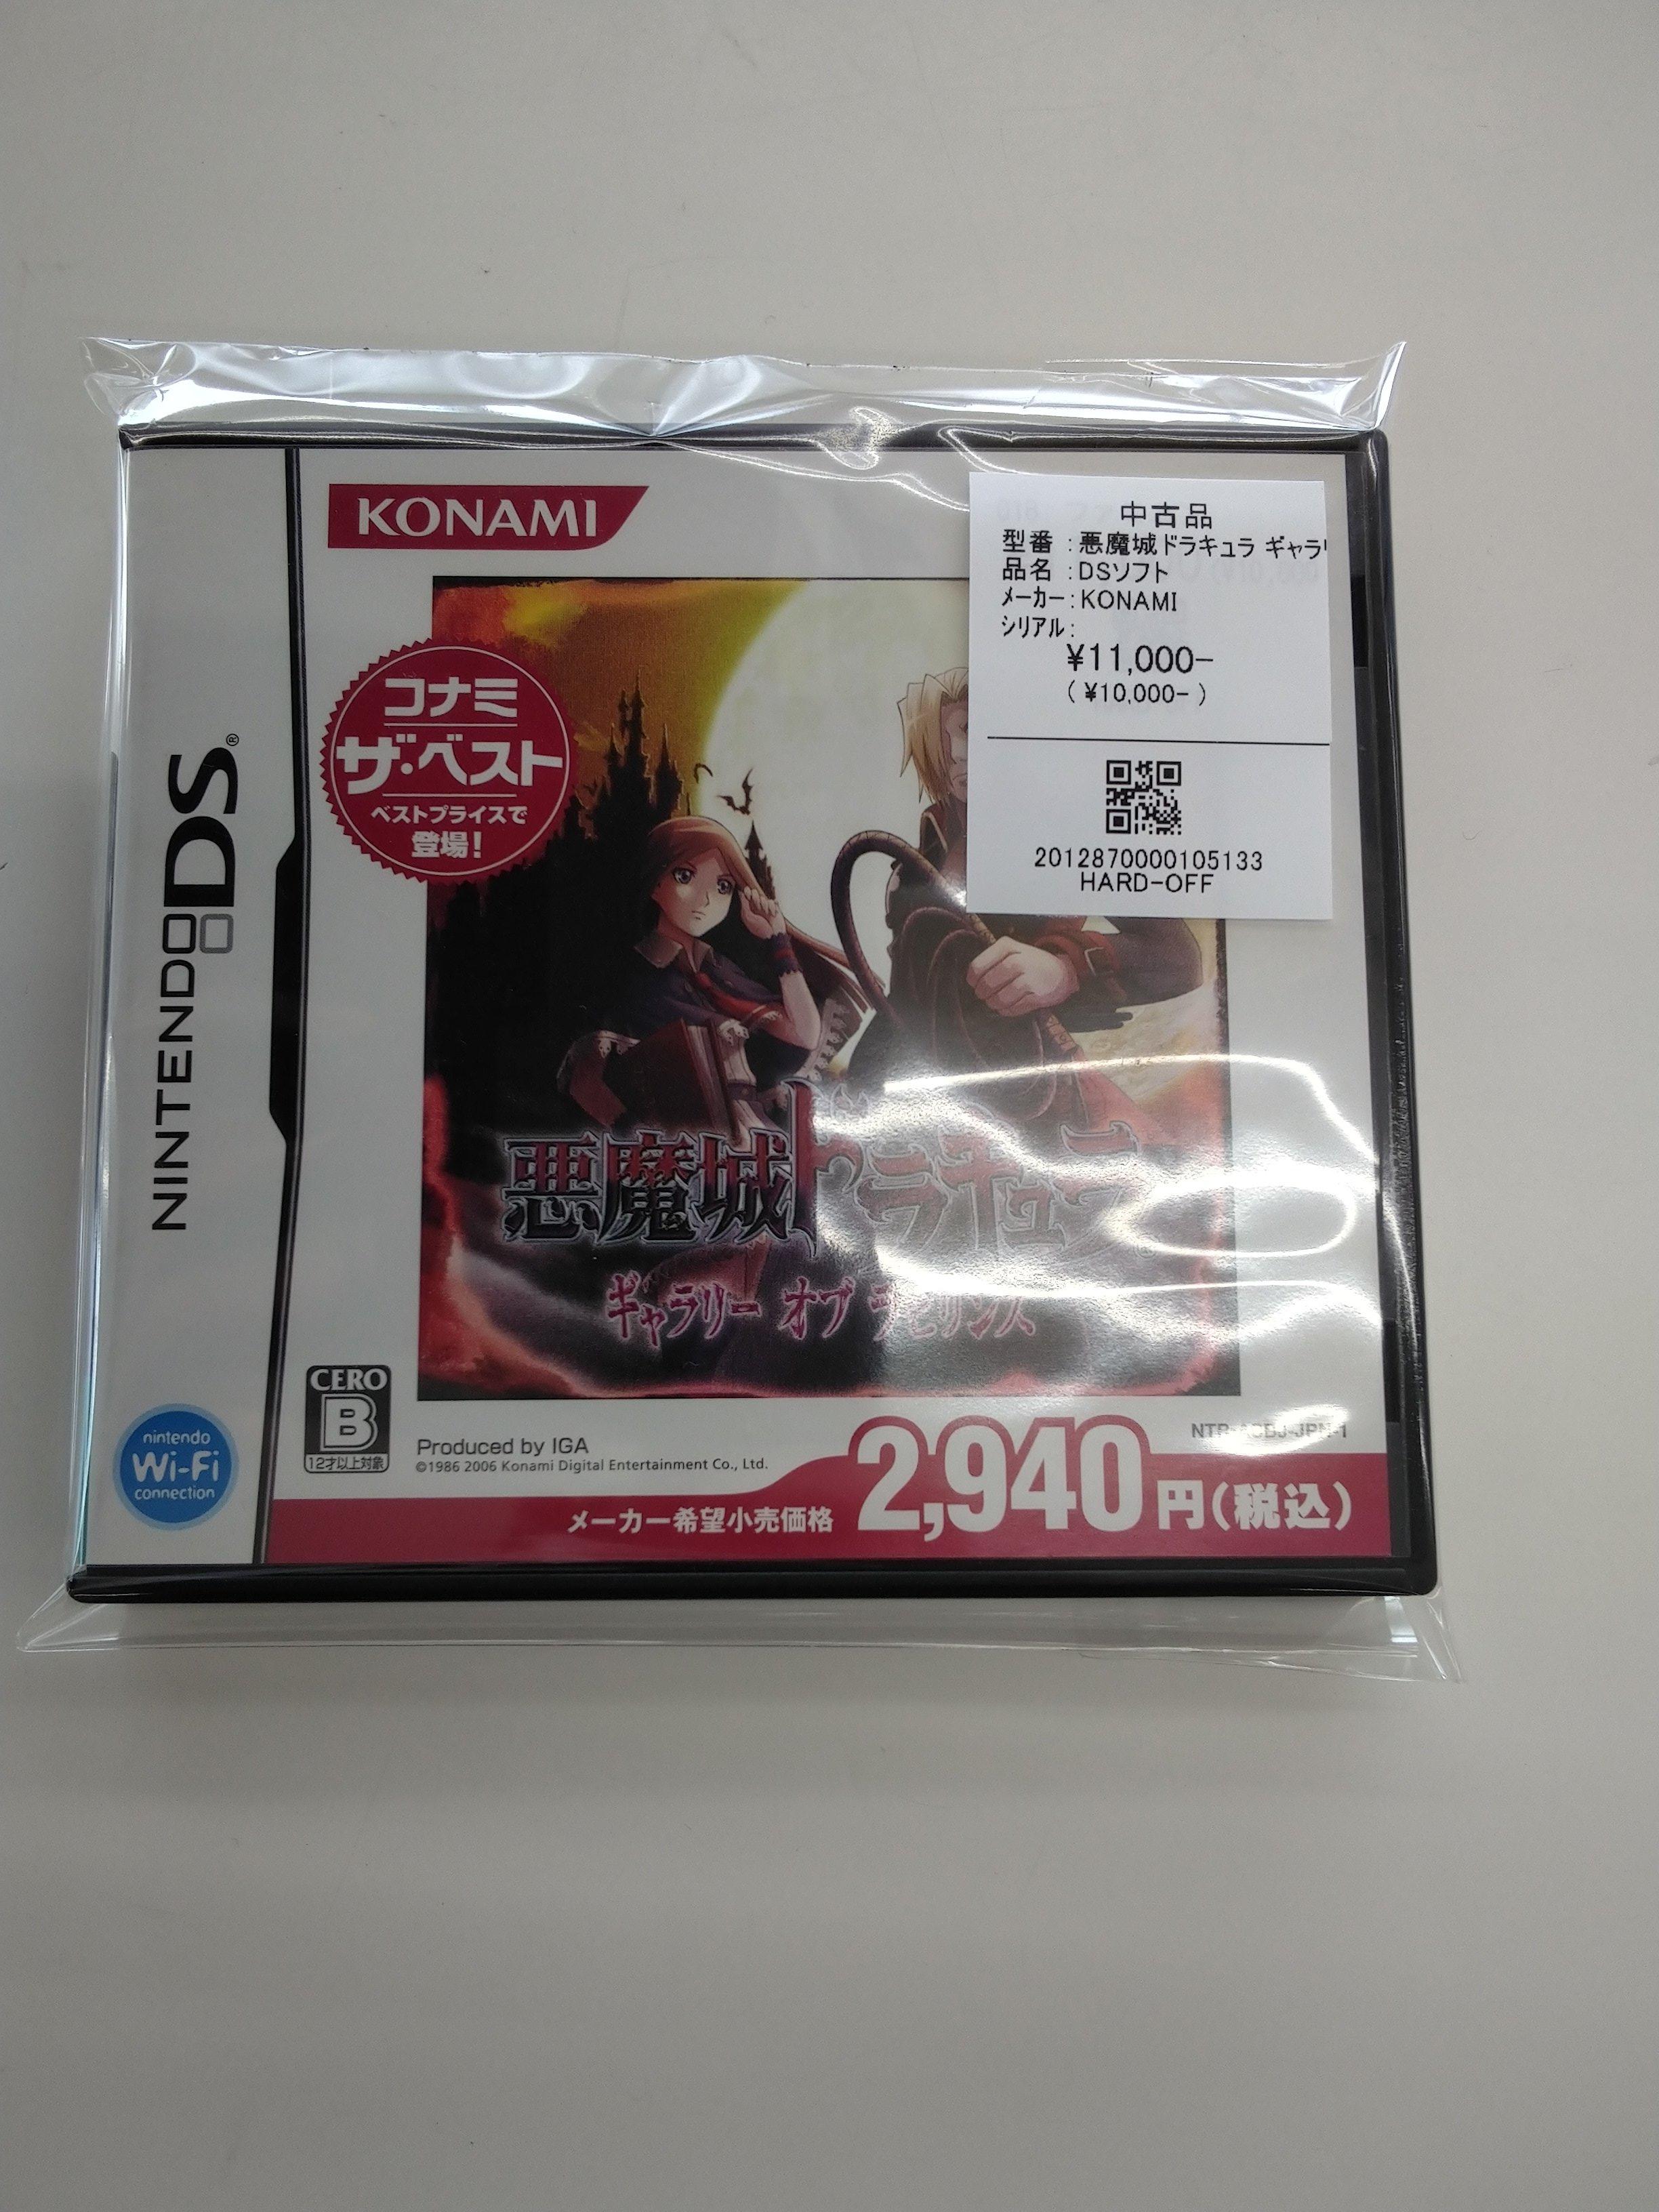 KONAMI
中古品
型番 :悪魔城ドラキュラ ギャラリ
品名 :DSソフト
メーカー:KONAMI
シリアル:
¥11,000-
(¥10,000-)
2012870000105133
HARD-OFF
コナミ
ザ・ベスト
ベストプライスで
登場!
NINTENDO DS®
悪魔城ドラキュラ
ギャラリー オブ ラビリンス
CERO
B
12才以上対象
nintendo
Wi-Fi
connection
Produced by IGA
©1986 2006 Konami Digital Entertainment Co., Ltd.
NTR-ACBJ-JPN-1
メーカー希望小売価格 2,940円(税込)